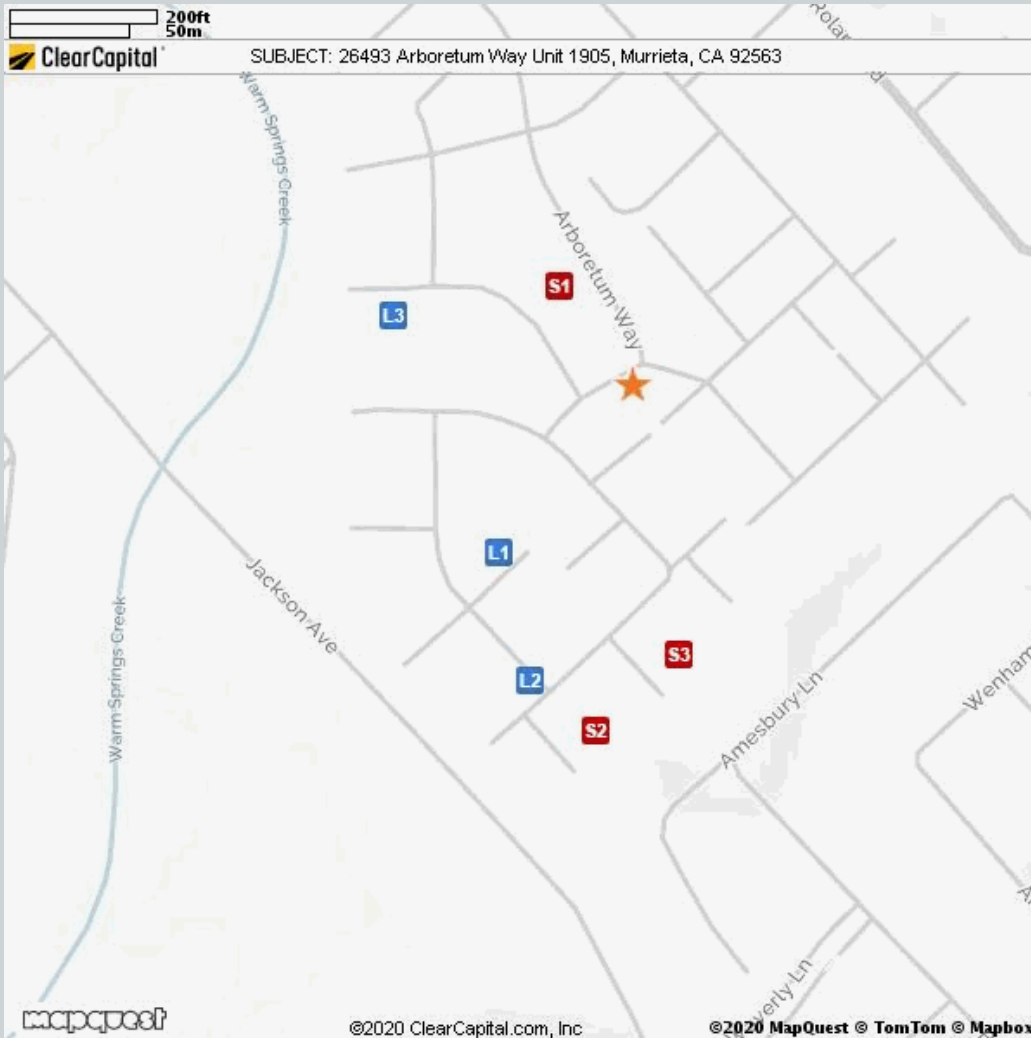 200ft
50m
ClearCapital
SUBJECT: 26493 Arboretum Way Unit 1905, Murrieta, CA 92563
Warm Springs Creek
Arboretum Way
S1
L3
L1
Jackson Ave
Warm Springs Creek
S3
L2
S2
Amesbury Ln
Wenham
mapquest
©2020 ClearCapital.com, Inc
©2020 MapQuest © TomTom © Mapbox